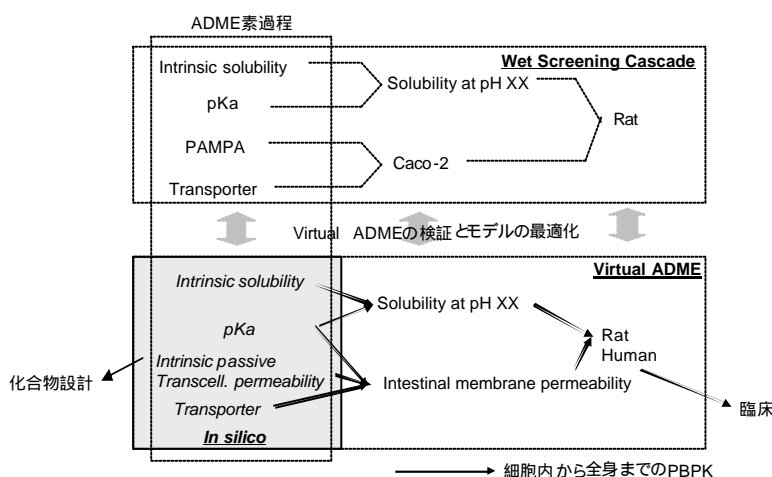 ADME素過程
Wet Screening Cascade
Intrinsic solubility
Solubility at pH XX
pKa
Rat
PAMPA
Caco-2
Transporter
Virtual ADMEの検証とモデルの最適化
Virtual ADME
Intrinsic solubility
Solubility at pH XX
pKa
Rat
Human
Intrinsic passive
Transcell. permeability
Intestinal membrane permeability
化合物設計
Transporter
臨床
In silico
細胞内から全身までのPBPK